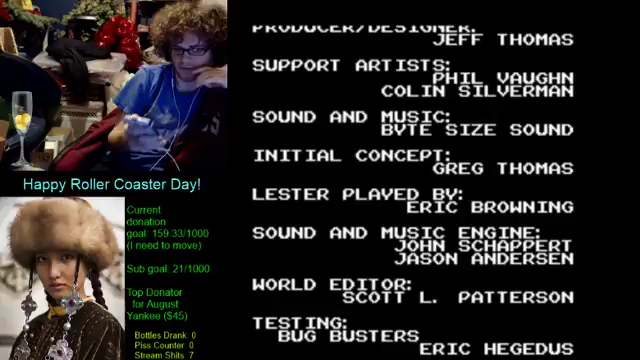 PRODUCER/DESIGNER:
JEFF THOMAS
SUPPORT ARTISTS:
PHIL VAUGHN
COLIN SILVERMAN
SOUND AND MUSIC:
BYTE SIZE SOUND
INITIAL CONCEPT:
GREG THOMAS
LESTER PLAYED BY:
ERIC BROWNING
SOUND AND MUSIC ENGINE:
JOHN SCHAPPERT
JASON ANDERSEN
WORLD EDITOR:
SCOTT L. PATTERSON
TESTING:
BUG BUSTERS
ERIC HEGEDUS
Happy Roller Coaster Day!
Current
donation
goal: 159.33/1000
(I need to move)
Sub goal: 21/1000
Top Donator
for August
Yankee ($45)
Bottles Drank: 0
Piss Counter: 0
Stream Shits: 7